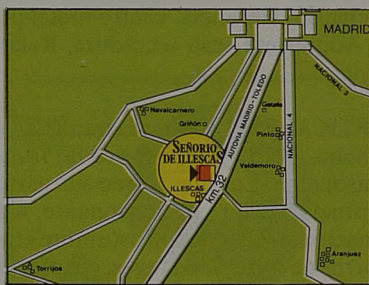 MADRID
NACIONAL 3
AUTOVIA MADRID-TOLEDO
Getafe
Navalcarnero
Griñón
Pinto
NACIONAL 4
SEÑORIO
DE ILLESCAS
Valdemoro
ILLESCAS
km.32
Aranjuez
Torrijos